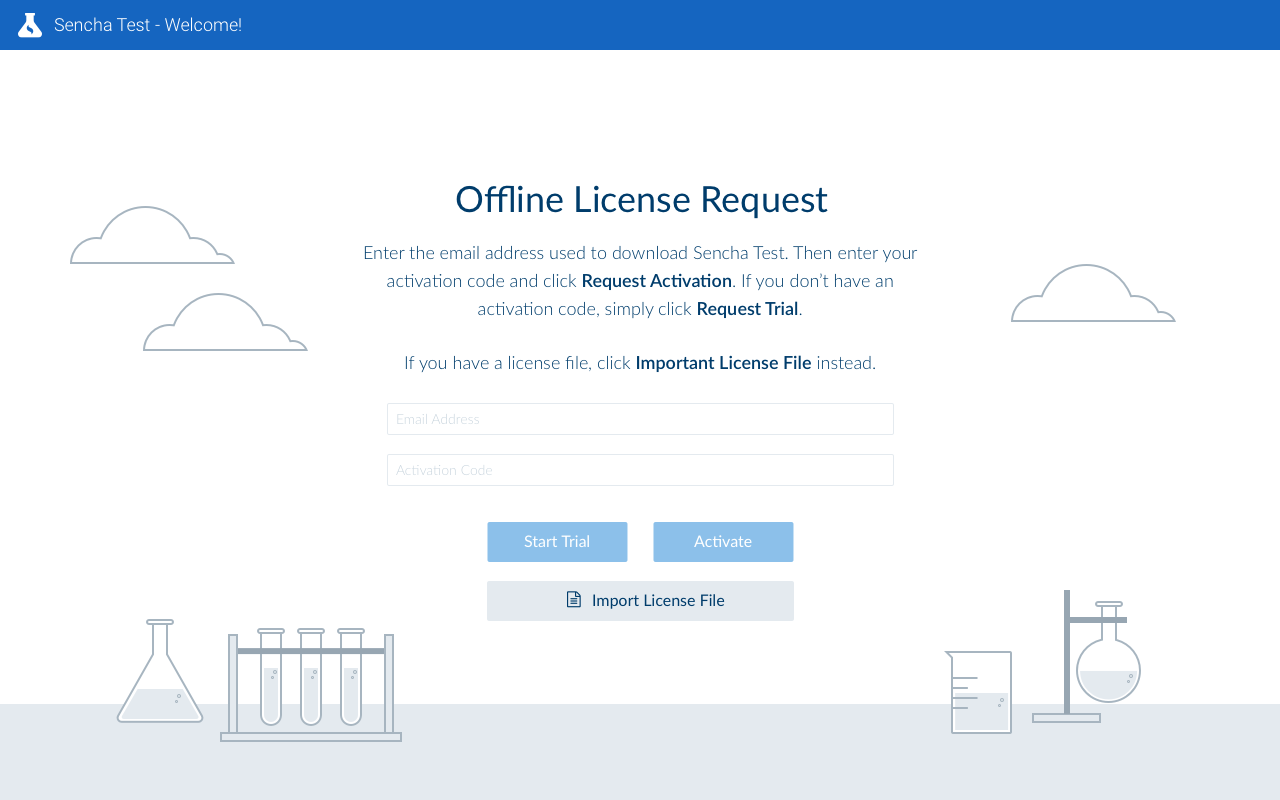 Sencha Test - Welcome!
Offline License Request
Enter the email address used to download Sencha Test. Then enter your
activation code and click Request Activation. If you don’t have an
activation code, simply click Request Trial.
If you have a license file, click Important License File instead.
Email Address
Activation Code
Start Trial
Activate
Import License File